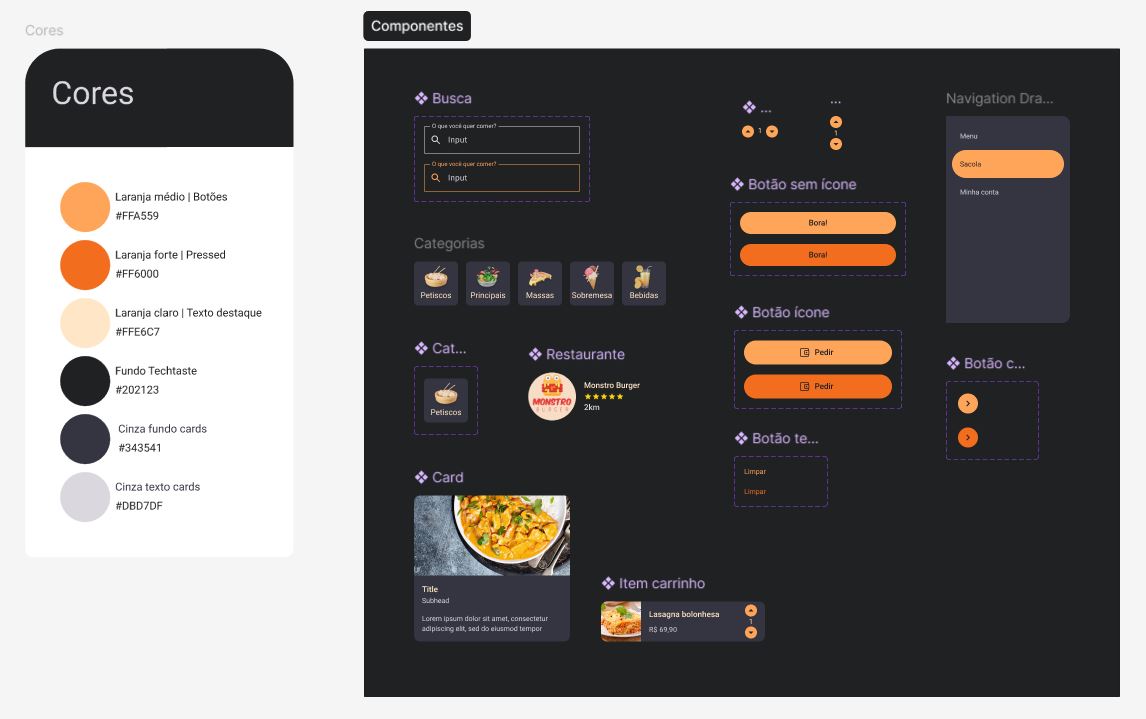 Cores
Cores
Laranja médio | Botões
#FFA559
Laranja forte | Pressed
#FF6000
Laranja claro | Texto destaque
#FFE6C7
Fundo Techtaste
#202123
Cinza fundo cards
#343541
Cinza texto cards
#DBD7DF
Componentes
Busca
O que você quer comer?
Input
O que você quer comer?
Input
Categorias
Petiscos
Principais
Massas
Sobremesa
Bebidas
Cat...
Petiscos
Restaurante
MONSTRO
BURGER
Monstro Burger
2km
Card
Title
Subhead
Lorem ipsum dolor sit amet, consectetur
adipiscing elit, sed do eiusmod tempor
Item carrinho
Lasagna bolonhesa
R$ 69,90
1
...
1
...
1
Botão sem ícone
Bora!
Bora!
Botão ícone
Pedir
Pedir
Botão te...
Limpar
Limpar
Navigation Dra...
Menu
Sacola
Minha conta
Botão c...